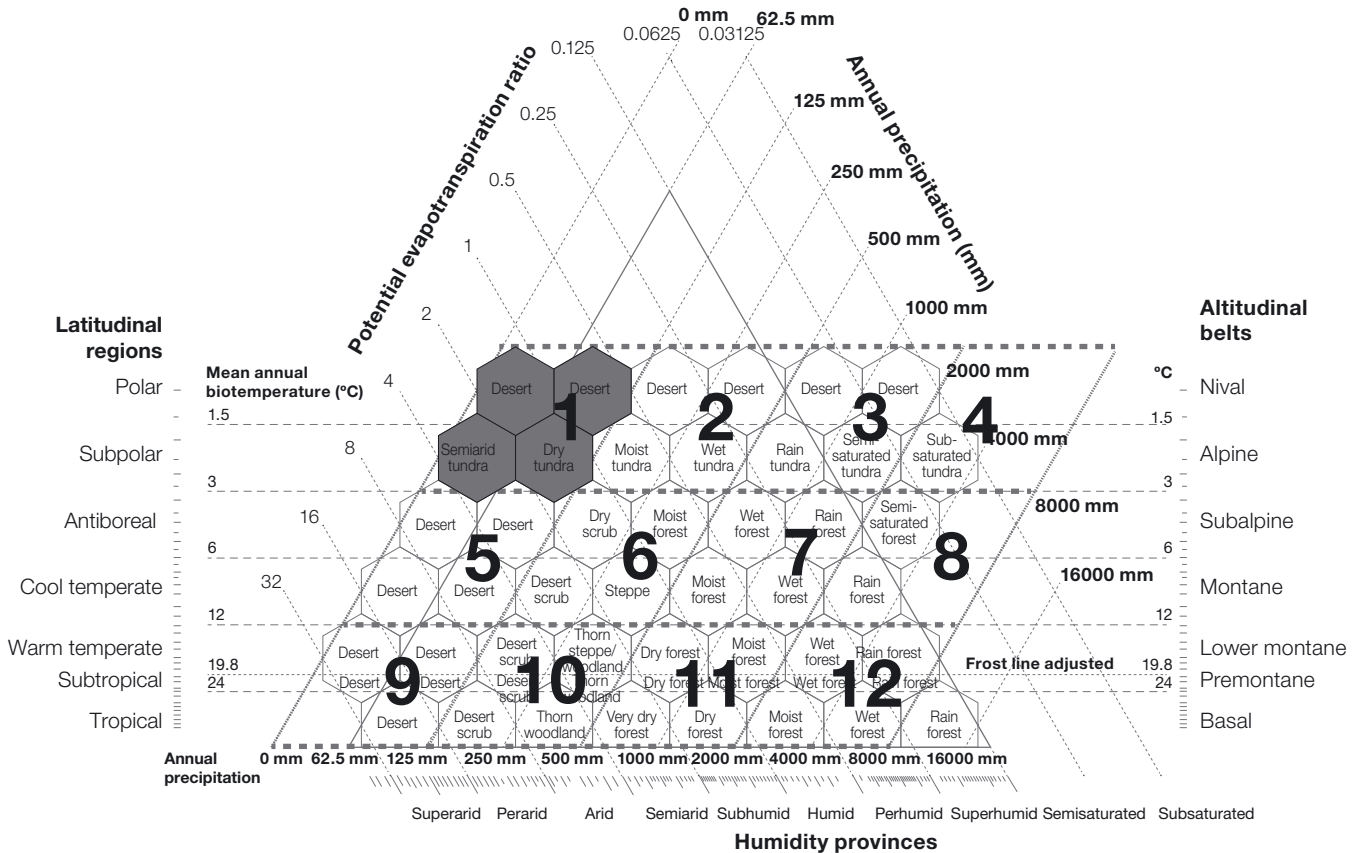 0 mm
62.5 mm
0.125
0.0625
0.03125
Potential evapotranspiration ratio
Annual precipitation (mm)
0.25
125 mm
0.5
250 mm
1
500 mm
2
1000 mm
Latitudinal
regions
Altitudinal
belts
Mean annual
biotemperature (ºC)
4
2000 mm
ºC
Polar
Desert
Desert
Desert
Desert
Desert
Desert
Nival
1
2
3
4
1.5
1.5
4000 mm
Subpolar
8
Semiarid
tundra
Dry
tundra
Moist
tundra
Wet
tundra
Rain
tundra
Semi-
saturated
tundra
Sub-
saturated
tundra
Alpine
3
3
8000 mm
Antiboreal
16
Desert
Desert
Dry
scrub
Moist
forest
Wet
forest
Rain
forest
Semi-
saturated
forest
Subalpine
5
6
7
8
6
6
Cool temperate
32
Desert
Desert
Desert
scrub
Steppe
Moist
forest
Wet
forest
Rain
forest
16000 mm
Montane
12
12
Warm temperate
Desert
Desert
Desert
scrub
Thorn
steppe/
woodland
Dry forest
Moist
forest
Wet
forest
Rain forest
Lower montane
9
10
11
12
19.8
Frost line adjusted
19.8
Subtropical
Desert
Desert
Desert
scrub
Thorn
woodland
Dry forest
Moist forest
Wet forest
Rain forest
Premontane
24
24
Tropical
Desert
Desert
scrub
Thorn
woodland
Very dry
forest
Dry
forest
Moist
forest
Wet
forest
Rain
forest
Basal
Annual
precipitation
0 mm 62.5 mm 125 mm 250 mm 500 mm 1000 mm 2000 mm 4000 mm 8000 mm 16000 mm
Superarid Perarid Arid Semiarid Subhumid Humid Perhumid Superhumid Semisaturated Subsaturated
Humidity provinces